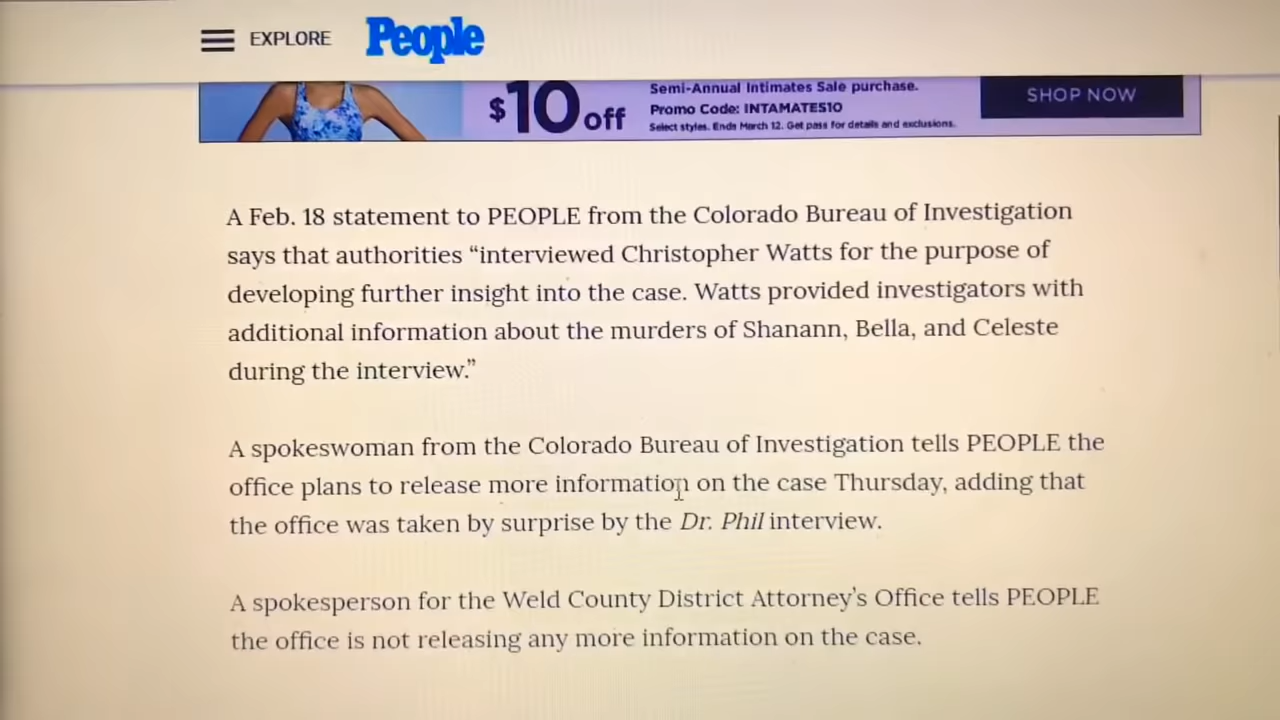 EXPLORE People
$10 off
Semi-Annual Intimates Sale purchase.
Promo Code: INTAMATES10
Select styles. Ends March 12. Get pass for details and exclusions.
SHOP NOW
A Feb. 18 statement to PEOPLE from the Colorado Bureau of Investigation
says that authorities “interviewed Christopher Watts for the purpose of
developing further insight into the case. Watts provided investigators with
additional information about the murders of Shanann, Bella, and Celeste
during the interview.”
A spokeswoman from the Colorado Bureau of Investigation tells PEOPLE the
office plans to release more information on the case Thursday, adding that
the office was taken by surprise by the Dr. Phil interview.
A spokesperson for the Weld County District Attorney’s Office tells PEOPLE
the office is not releasing any more information on the case.